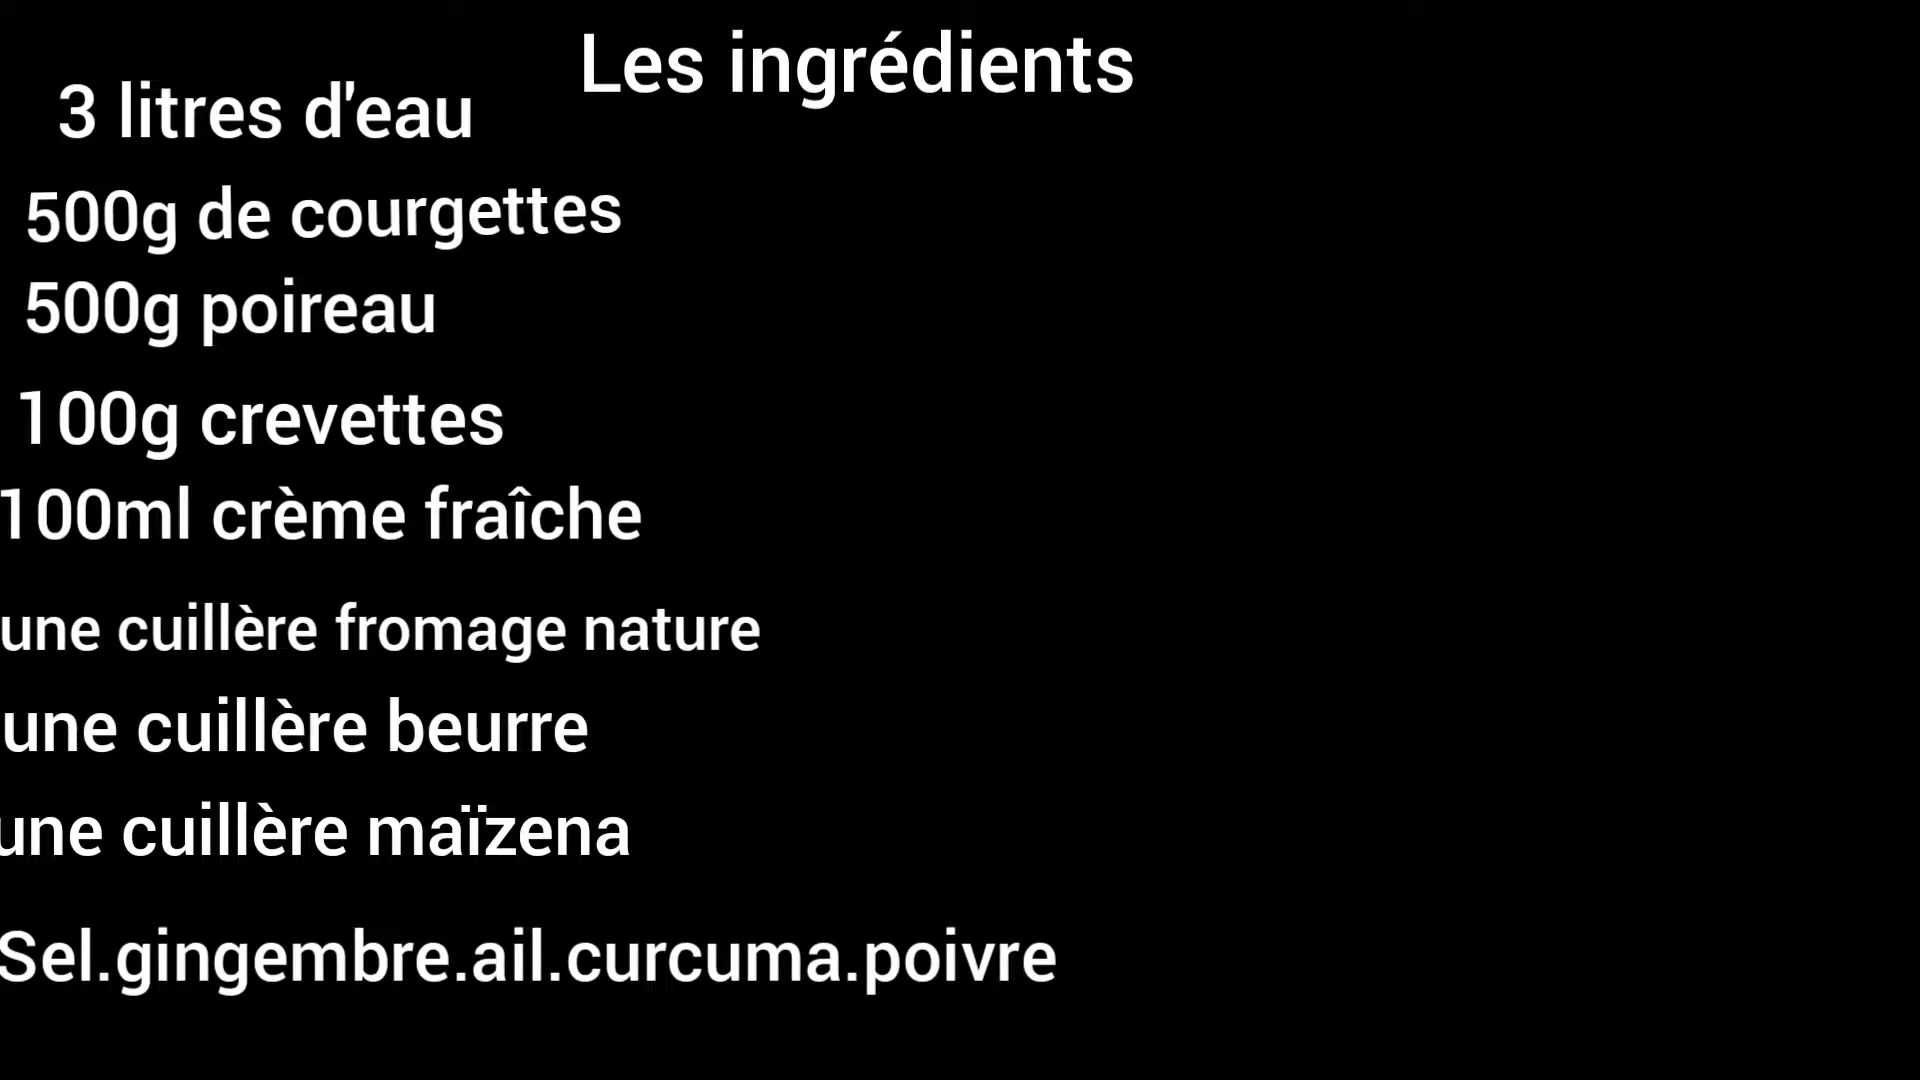 Les ingrédients
3 litres d'eau
500g de courgettes
500g poireau
100g crevettes
100ml crème fraîche
une cuillère fromage nature
une cuillère beurre
une cuillère maïzena
Sel.gingembre.ail.curcuma.poivre